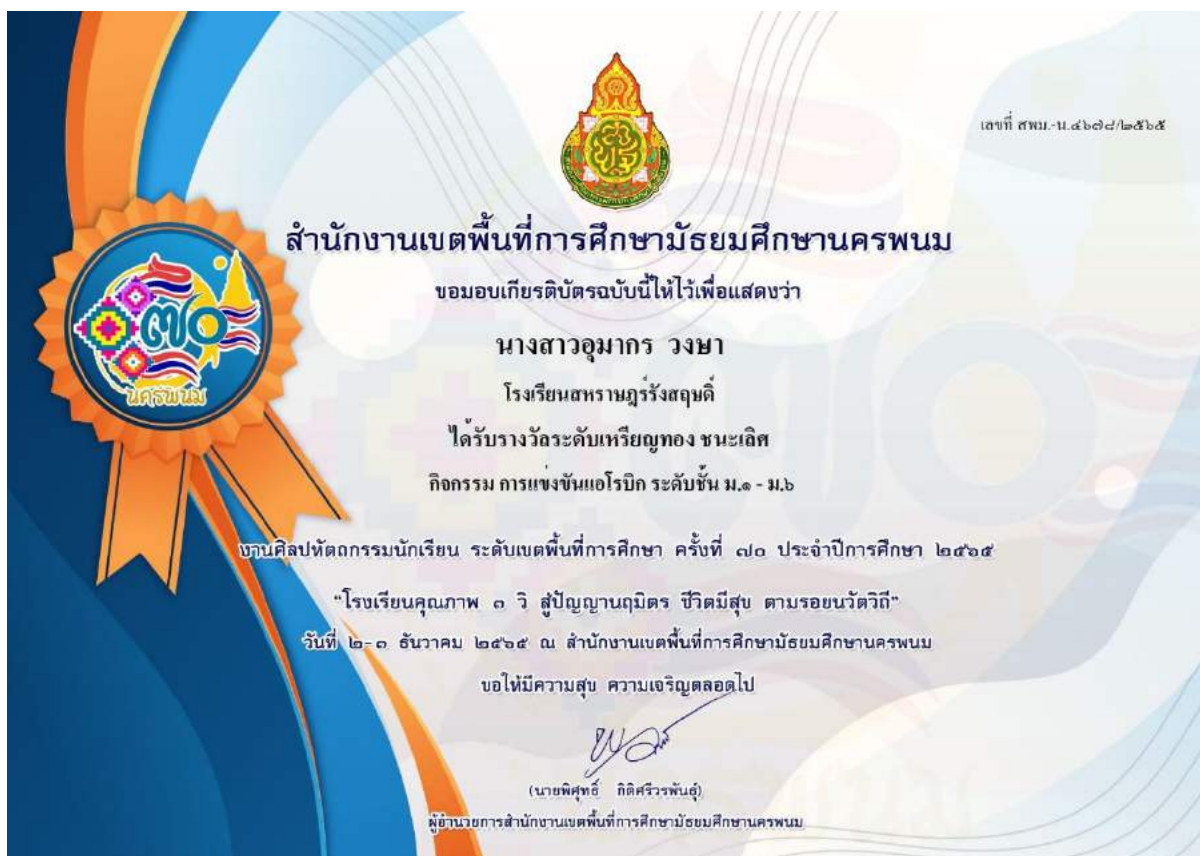 เลขที่ สพม.-น.๔๖๗๘/๒๕๖๕
สำนักงานเขตพื้นที่การศึกษามัธยมศึกษานครพนม
ขอมอบเกียรติบัตรฉบับนี้ให้ไว้เพื่อแสดงว่า
๗๐
นครพนม
นางสาวอุมากร วงษา
โรงเรียนสหราษฎร์รังสฤษดิ์
ได้รับรางวัลระดับเหรียญทอง ชนะเลิศ
กิจกรรม การแข่งขันแอโรบิก ระดับชั้น ม.๑ - ม.๖
งานศิลปหัตถกรรมนักเรียน ระดับเขตพื้นที่การศึกษา ครั้งที่ ๗๐ ประจำปีการศึกษา ๒๕๖๕
"โรงเรียนคุณภาพ ๓ วิ สู่ปัญญานฤมิตร ชีวิตมีสุข ตามรอยนวัตวิถี"
วันที่ ๒-๓ ธันวาคม ๒๕๖๕ ณ สำนักงานเขตพื้นที่การศึกษามัธยมศึกษานครพนม
ขอให้มีความสุข ความเจริญตลอดไป
(นายพิศุทธิ์ กิติศรีวรพันธุ์)
ผู้อำนวยการสำนักงานเขตพื้นที่การศึกษามัธยมศึกษานครพนม